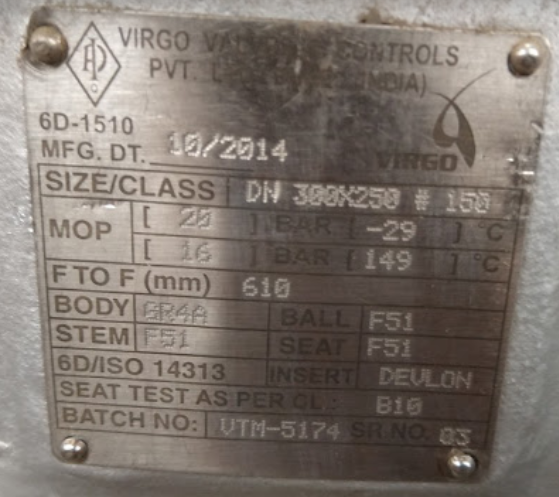 VIRGO VALVES & CONTROLS
PVT. INDIA)
6D-1510
MFG. DT. 10/2014
VIRGO
SIZE/CLASS DN 300X250 # 150
MOP [ 20 ] BAR [ -29 ] °C
[ 16 ] BAR [ 149 ] °C
F TO F (mm) 610
BODY GR4A BALL F51
STEM F51 SEAT F51
6D/ISO 14313 INSERT DEVLON
SEAT TEST AS PER CL.: B10
BATCH NO: VTM-5174 SR NO. 03